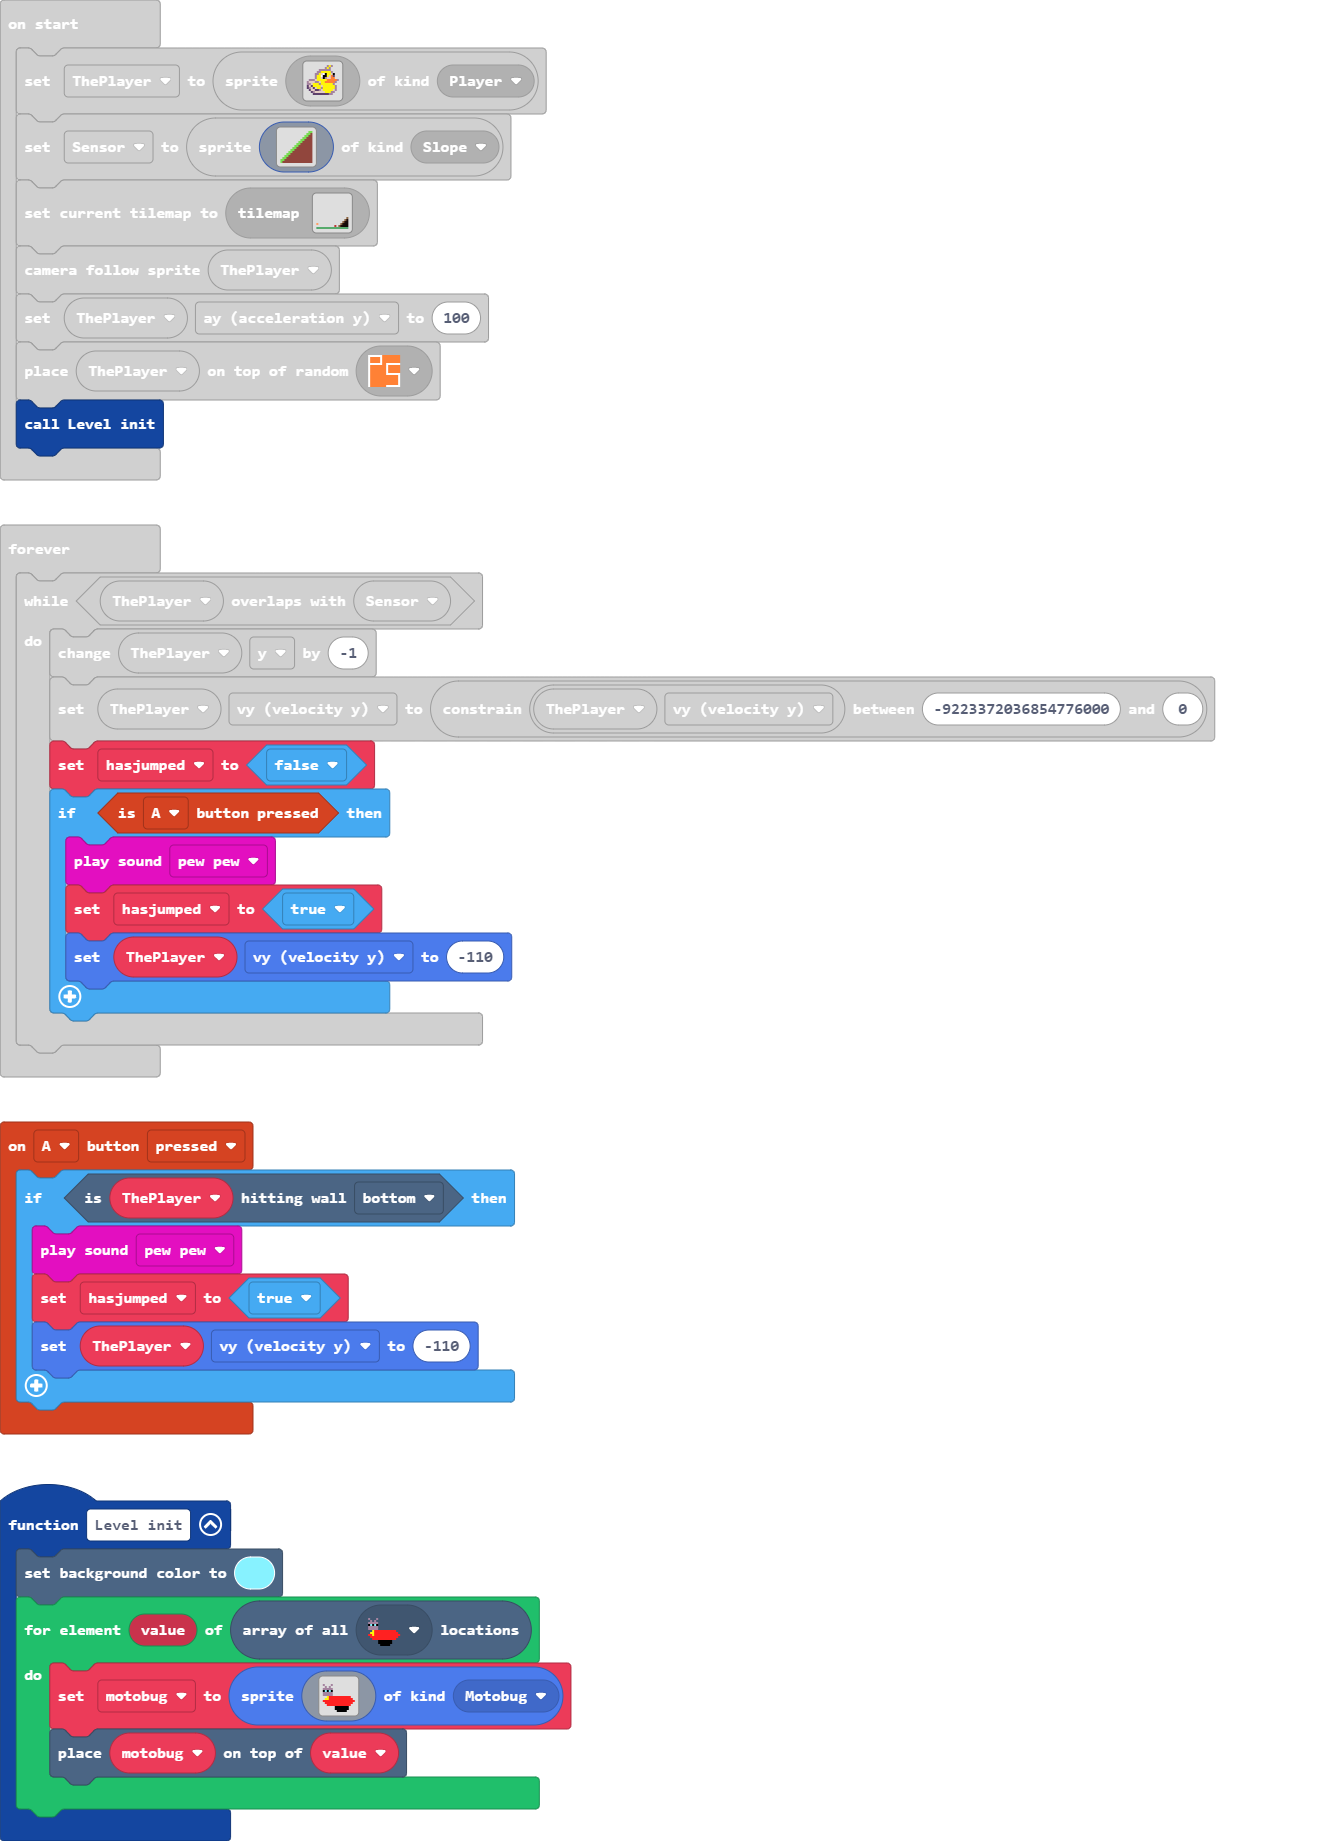 on start
set ThePlayer to sprite of kind Player
set Sensor to sprite of kind Slope
set current tilemap to tilemap
camera follow sprite ThePlayer
set ThePlayer ay (acceleration y) to 100
place ThePlayer on top of random
call Level init
forever
while ThePlayer overlaps with Sensor
do
change ThePlayer y by -1
set ThePlayer vy (velocity y) to constrain ThePlayer vy (velocity y) between -9223372036854776000 and 0
set hasjumped to false
if is A button pressed then
play sound pew pew
set hasjumped to true
set ThePlayer vy (velocity y) to -110
on A button pressed
if is ThePlayer hitting wall bottom then
play sound pew pew
set hasjumped to true
set ThePlayer vy (velocity y) to -110
function Level init
set background color to
for element value of array of all locations
do
set motobug to sprite of kind Motobug
place motobug on top of value